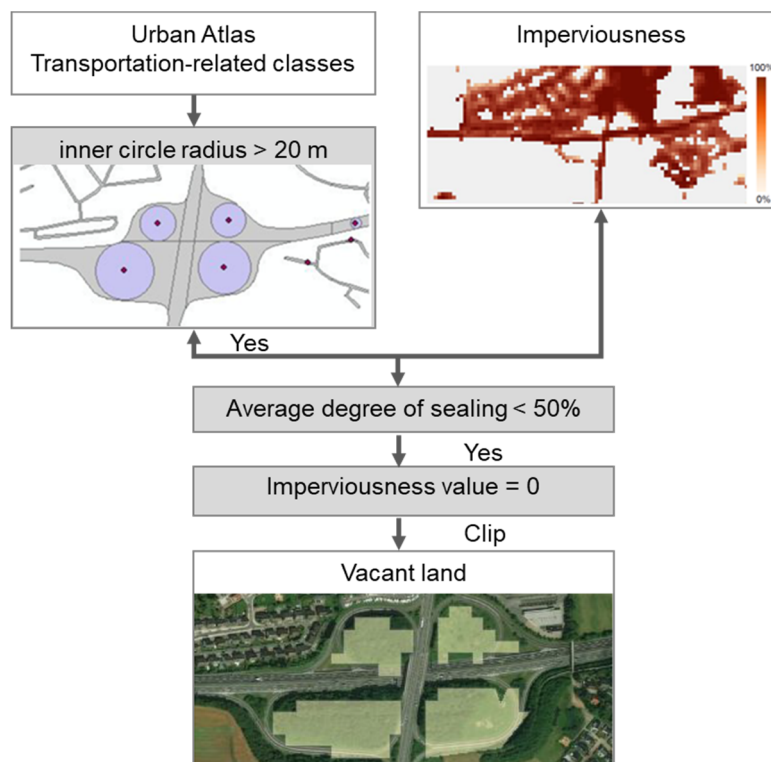 Urban Atlas
Transportation-related classes
Imperviousness
100%
0%
inner circle radius > 20 m
Yes
Average degree of sealing < 50%
Yes
Imperviousness value = 0
Clip
Vacant land